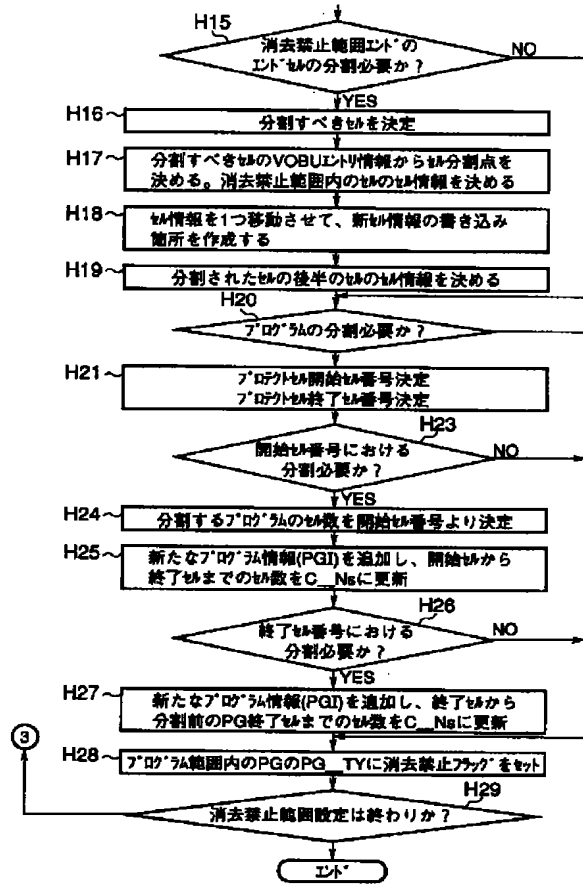 H15
消去禁止範囲ｴﾝﾄﾞの
ｴﾝﾄﾞｾﾙの分割必要か？
NO
YES
H16
分割すべきｾﾙを決定
H17
分割すべきｾﾙのVOBUｴﾝﾄﾘ情報からｾﾙ分割点を
決める。消去禁止範囲内のｾﾙのｾﾙ情報を決める
H18
ｾﾙ情報を1つ移動させて、新ｾﾙ情報の書き込み
箇所を作成する
H19
分割されたｾﾙの後半のｾﾙのｾﾙ情報を決める
H20
ﾌﾟﾛｸﾞﾗﾑの分割必要か？
H21
ﾌﾟﾛﾃｸﾄｾﾙ開始ｾﾙ番号決定
ﾌﾟﾛﾃｸﾄｾﾙ終了ｾﾙ番号決定
H23
開始ｾﾙ番号における
分割必要か？
NO
YES
H24
分割するﾌﾟﾛｸﾞﾗﾑのｾﾙ数を開始ｾﾙ番号より決定
H25
新たなﾌﾟﾛｸﾞﾗﾑ情報(PGI)を追加し、開始ｾﾙから
終了ｾﾙまでのｾﾙ数をC__Nsに更新
H26
終了ｾﾙ番号における
分割必要か？
NO
YES
H27
新たなﾌﾟﾛｸﾞﾗﾑ情報(PGI)を追加し、終了ｾﾙから
分割前のPG終了ｾﾙまでのｾﾙ数をC__Nsに更新
3
H28
ﾌﾟﾛｸﾞﾗﾑ範囲内のPGのPG__TYに消去禁止ﾌﾗｯｸﾞをｾｯﾄ
H29
消去禁止範囲設定は終わりか？
ｴﾝﾄﾞ